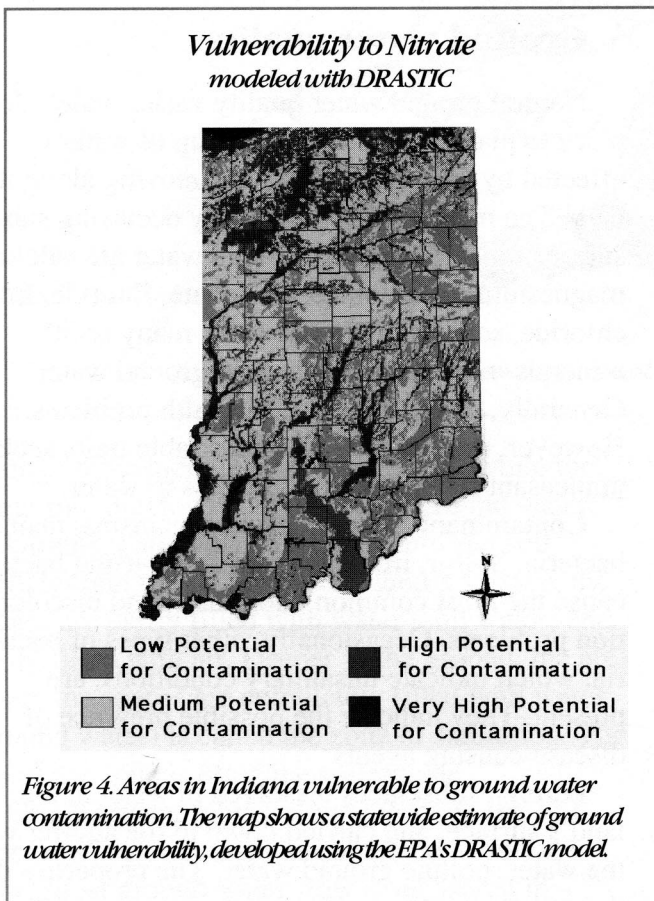 Vulnerability to Nitrate
modeled with DRASTIC
N
Low Potential
for Contamination
High Potential
for Contamination
Medium Potential
for Contamination
Very High Potential
for Contamination
Figure 4. Areas in Indiana vulnerable to ground water
contamination. The map shows a statewide estimate of ground
water vulnerability, developed using the EPA's DRASTIC model.